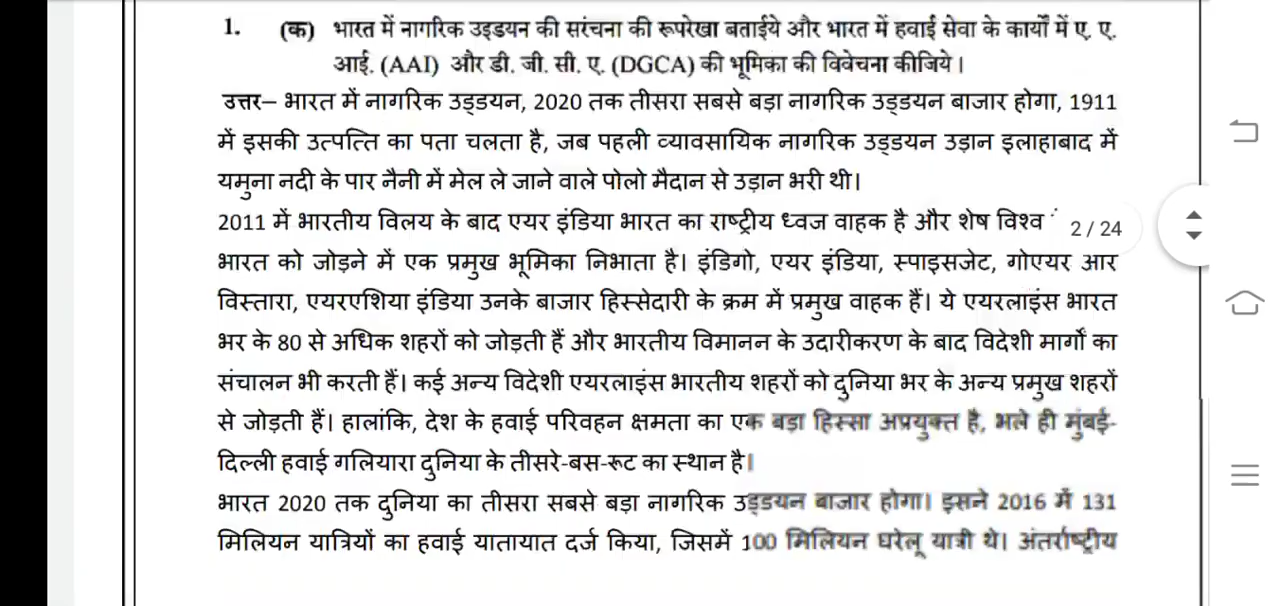 1. (क) भारत में नागरिक उड्डयन की सरंचना की रूपरेखा बताईये और भारत में हवाई सेवा के कार्यों में ए. ए.
आई. (AAI) और डी. जी. सी. ए. (DGCA) की भूमिका की विवेचना कीजिये।
उत्तर– भारत में नागरिक उड्डयन, 2020 तक तीसरा सबसे बड़ा नागरिक उड्डयन बाजार होगा, 1911
में इसकी उत्पत्ति का पता चलता है, जब पहली व्यावसायिक नागरिक उड्डयन उड़ान इलाहाबाद में
यमुना नदी के पार नैनी में मेल ले जाने वाले पोलो मैदान से उड़ान भरी थी।
2011 में भारतीय विलय के बाद एयर इंडिया भारत का राष्ट्रीय ध्वज वाहक है और शेष विश्व
2 / 24
भारत को जोड़ने में एक प्रमुख भूमिका निभाता है। इंडिगो, एयर इंडिया, स्पाइसजेट, गोएयर आर
विस्तारा, एयरएशिया इंडिया उनके बाजार हिस्सेदारी के क्रम में प्रमुख वाहक हैं। ये एयरलाइंस भारत
भर के 80 से अधिक शहरों को जोड़ती हैं और भारतीय विमानन के उदारीकरण के बाद विदेशी मार्गों का
संचालन भी करती हैं। कई अन्य विदेशी एयरलाइंस भारतीय शहरों को दुनिया भर के अन्य प्रमुख शहरों
से जोड़ती हैं। हालांकि, देश के हवाई परिवहन क्षमता का एक बड़ा हिस्सा अप्रयुक्त है, भले ही मुंबई-
दिल्ली हवाई गलियारा दुनिया के तीसरे-बस-रूट का स्थान है।
भारत 2020 तक दुनिया का तीसरा सबसे बड़ा नागरिक उड्डयन बाजार होगा। इसने 2016 में 131
मिलियन यात्रियों का हवाई यातायात दर्ज किया, जिसमें 100 मिलियन घरेलू यात्री थे। अंतर्राष्ट्रीय